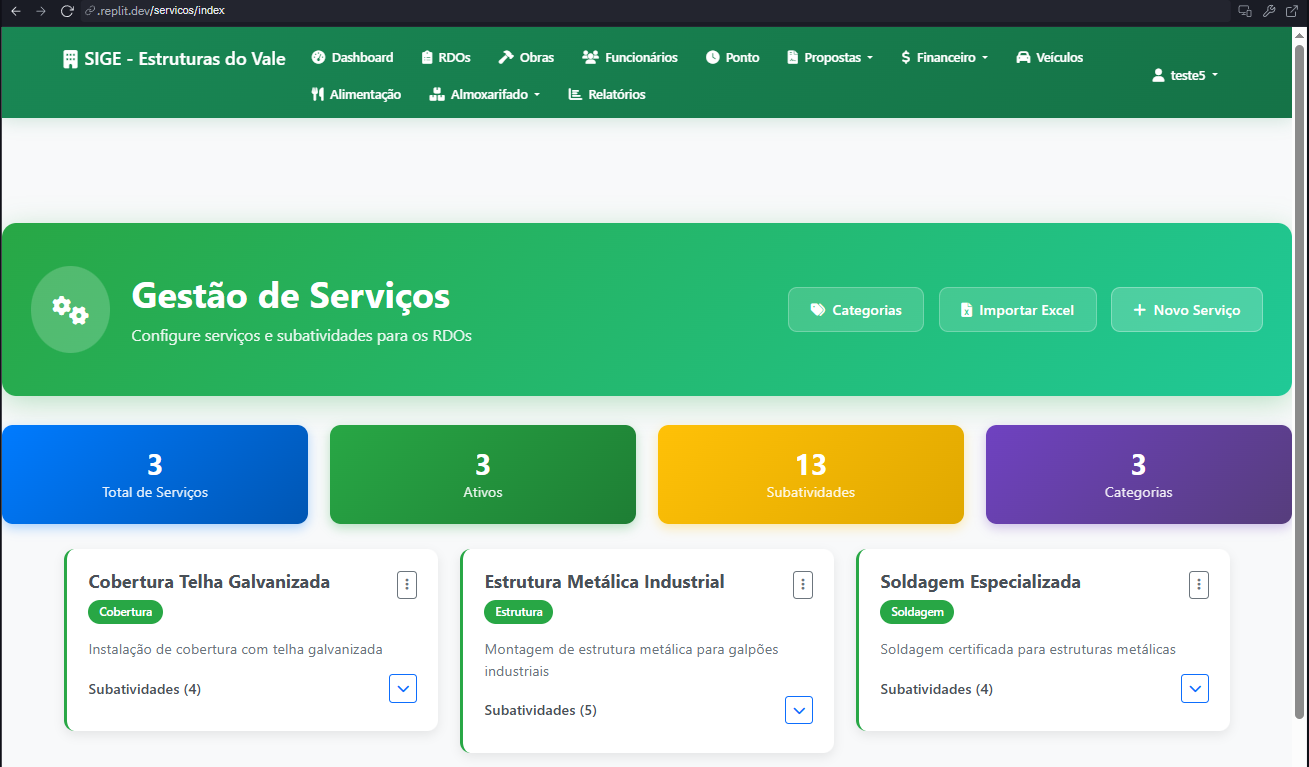 .replit.dev/servicos/index
SIGE - Estruturas do Vale
Dashboard
RDOs
Obras
Funcionários
Ponto
Propostas
Financeiro
Veículos
teste5
Alimentação
Almoxarifado
Relatórios
Gestão de Serviços
Configure serviços e subatividades para os RDOs
Categorias
Importar Excel
Novo Serviço
3
Total de Serviços
3
Ativos
13
Subatividades
3
Categorias
Cobertura Telha Galvanizada
Cobertura
Instalação de cobertura com telha galvanizada
Subatividades (4)
Estrutura Metálica Industrial
Estrutura
Montagem de estrutura metálica para galpões
industriais
Subatividades (5)
Soldagem Especializada
Soldagem
Soldagem certificada para estruturas metálicas
Subatividades (4)